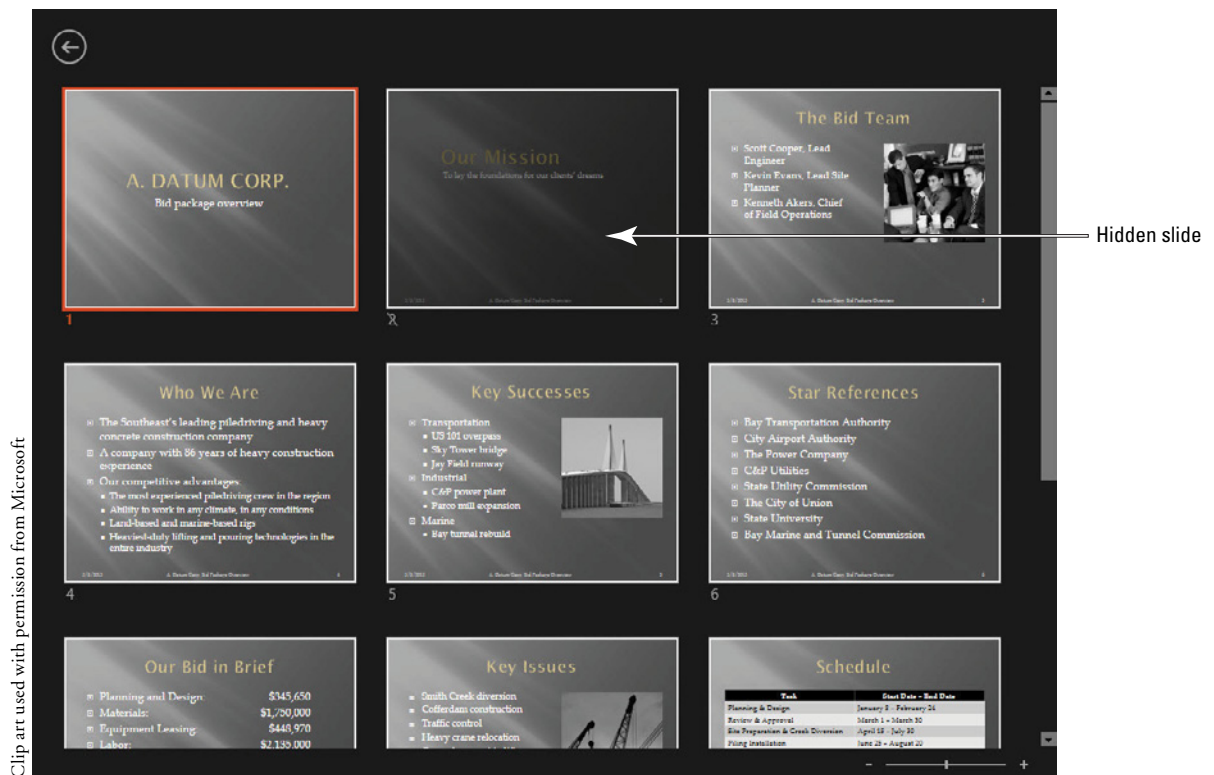 A. DATUM CORP.
Bid package overview
1
Our Mission
To lay the foundations for our clients' dreams
2
The Bid Team
Scott Cooper, Lead
Engineer
Kevin Evans, Lead Site
Planner
Kenneth Akers, Chief
of Field Operations
3
Hidden slide
Who We Are
The Southeast's leading piledriving and heavy
concrete construction company
A company with 86 years of heavy construction
experience
Our competitive advantages:
The most experienced piledriving crew in the region
Ability to work in any climate, in any conditions
Land-based and marine-based rigs
Heaviest-duty lifting and pouring technologies in the
entire industry
4
Key Successes
Transportation
US 101 overpass
Sky Tower bridge
Jay Field runway
Industrial
C&P power plant
Parco mill expansion
Marine
Bay tunnel rebuild
5
Star References
Bay Transportation Authority
City Airport Authority
The Power Company
C&P Utilities
State Utility Commission
The City of Union
State University
Bay Marine and Tunnel Commission
6
Our Bid in Brief
Planning and Design: $345,650
Materials: $1,750,000
Equipment Leasing: $448,970
Labor: $2,135,000
Key Issues
Smith Creek diversion
Cofferdam construction
Traffic control
Heavy crane relocation
Schedule
Task Start Date - End Date
Planning & Design January 8 - February 26
Review & Approval March 1 - March 30
Site Preparation & Creek Diversion April 15 - July 30
Piling Installation June 25 - August 20
Clip art used with permission from Microsoft